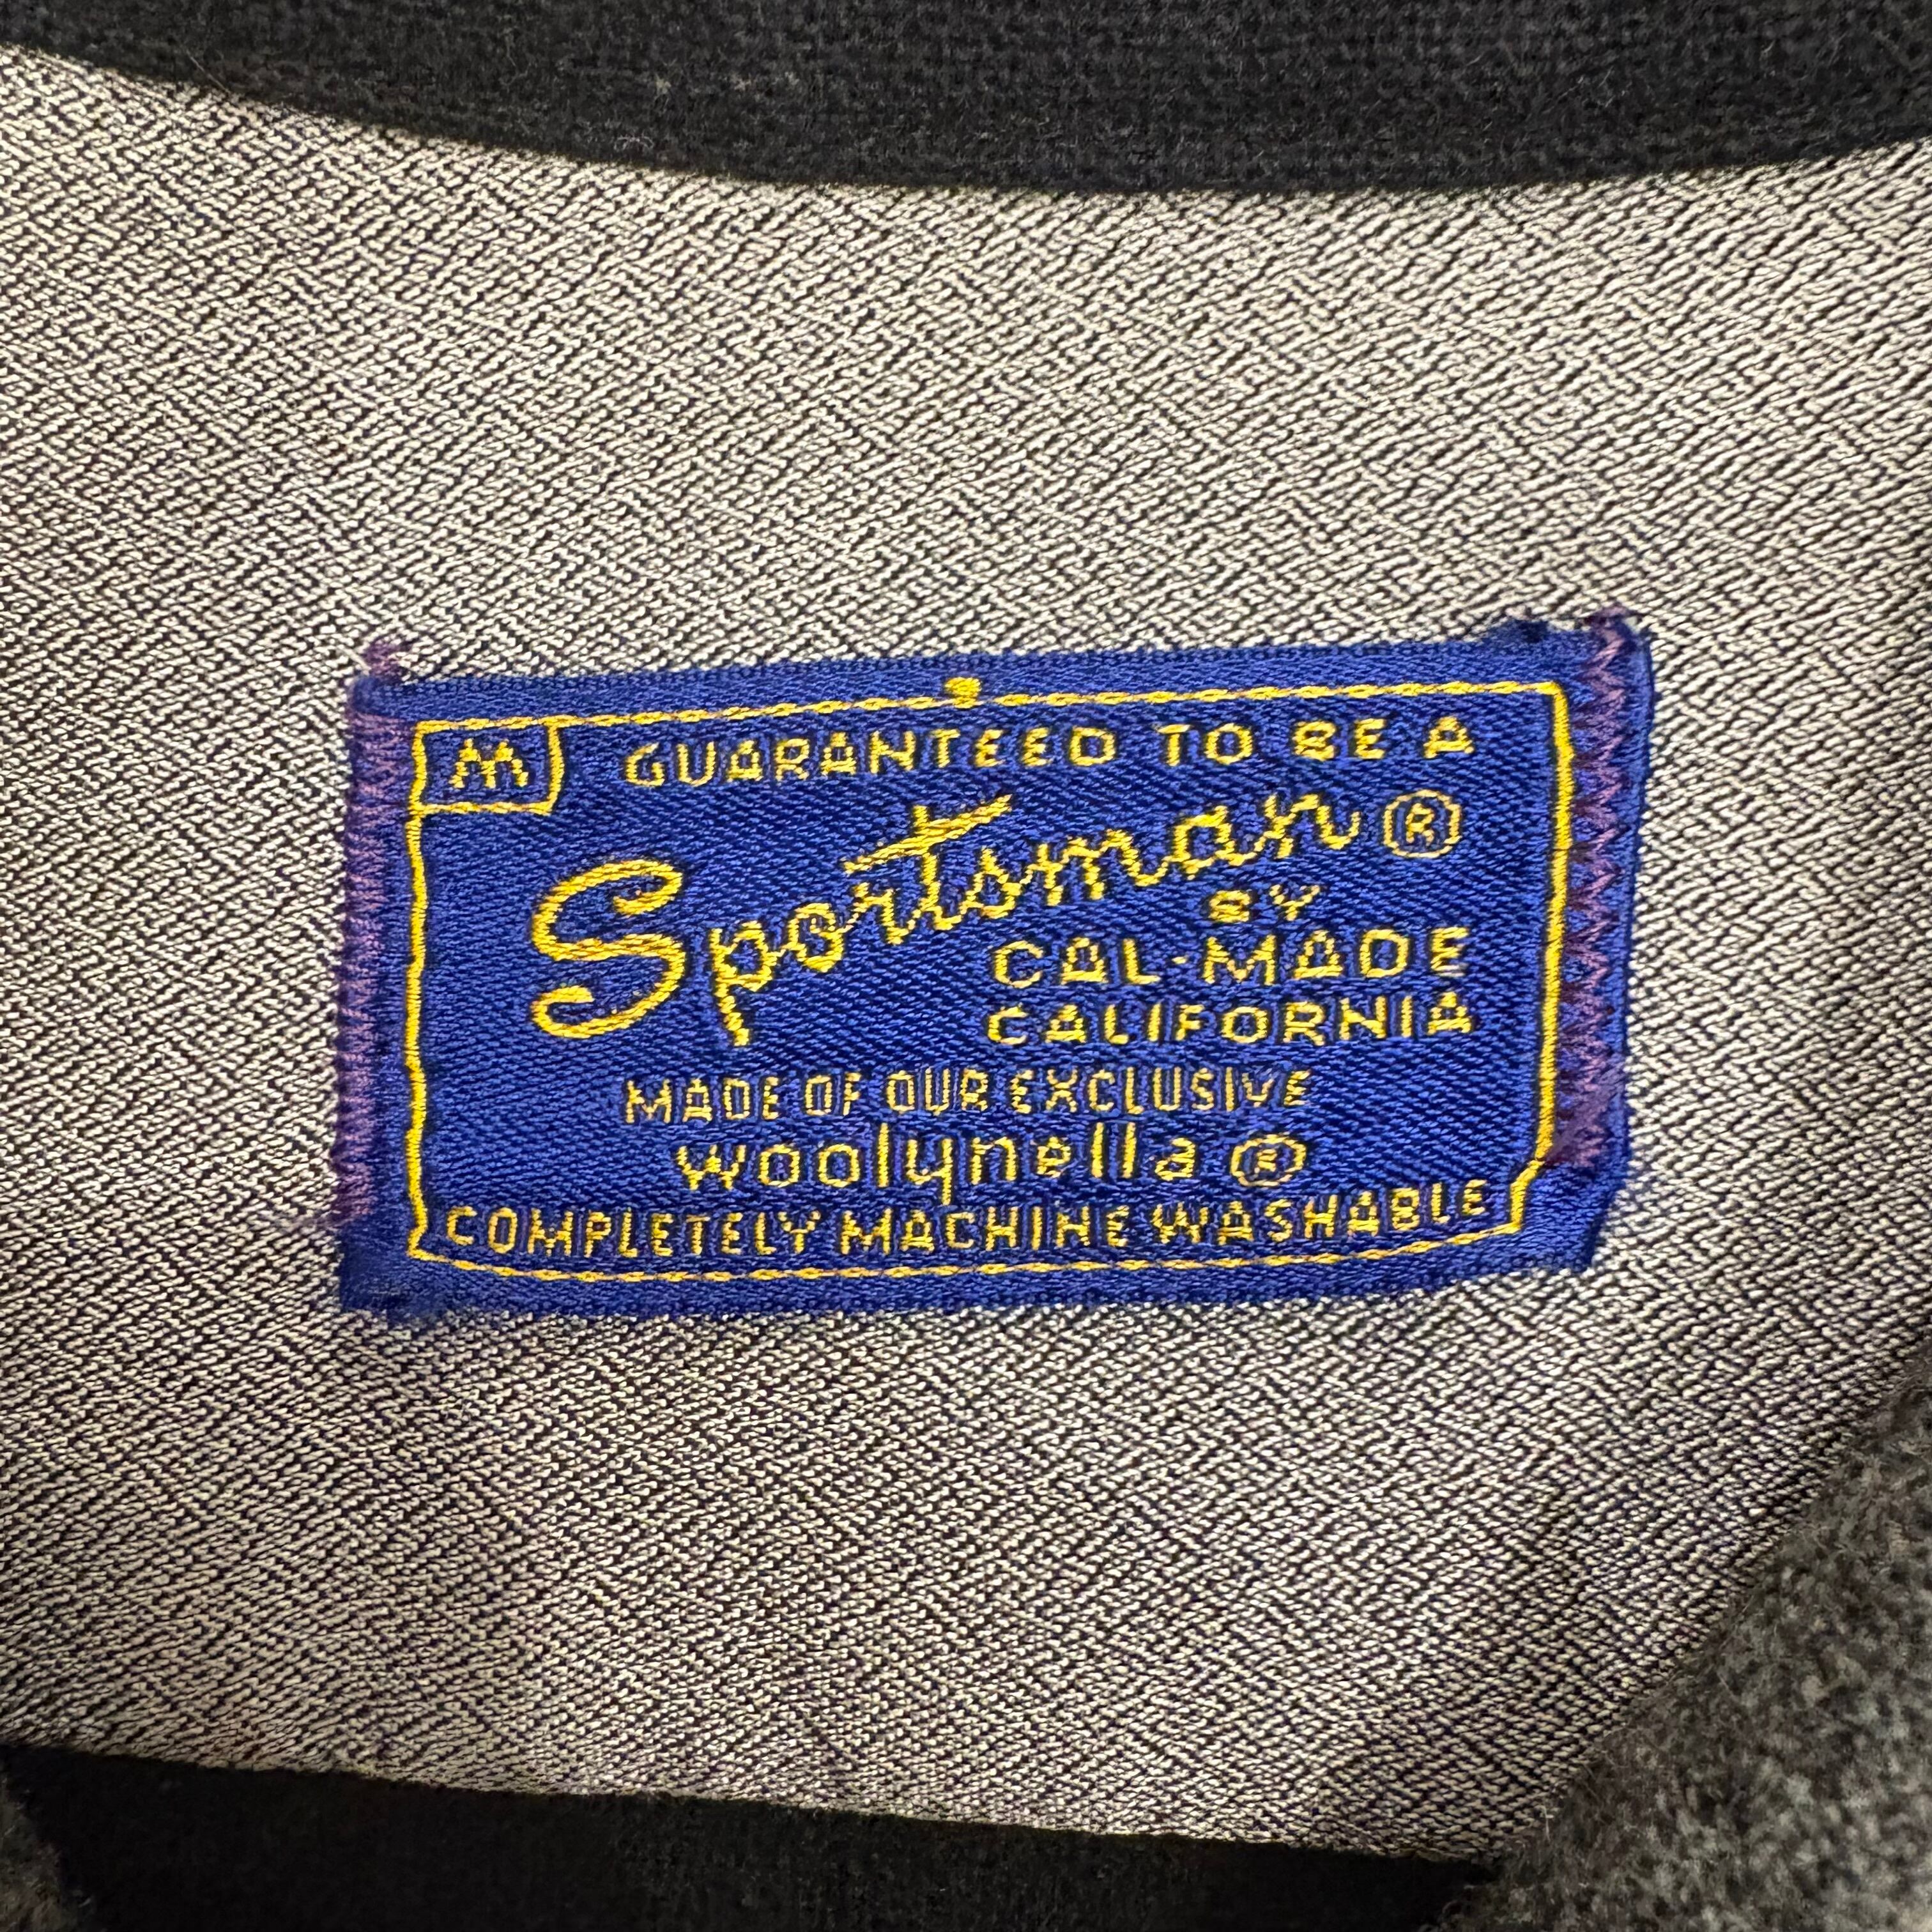 M
GUARANTEED TO BE A
Sportsman ®
BY
CAL-MADE
CALIFORNIA
MADE OF OUR EXCLUSIVE
woolynella ®
COMPLETELY MACHINE WASHABLE